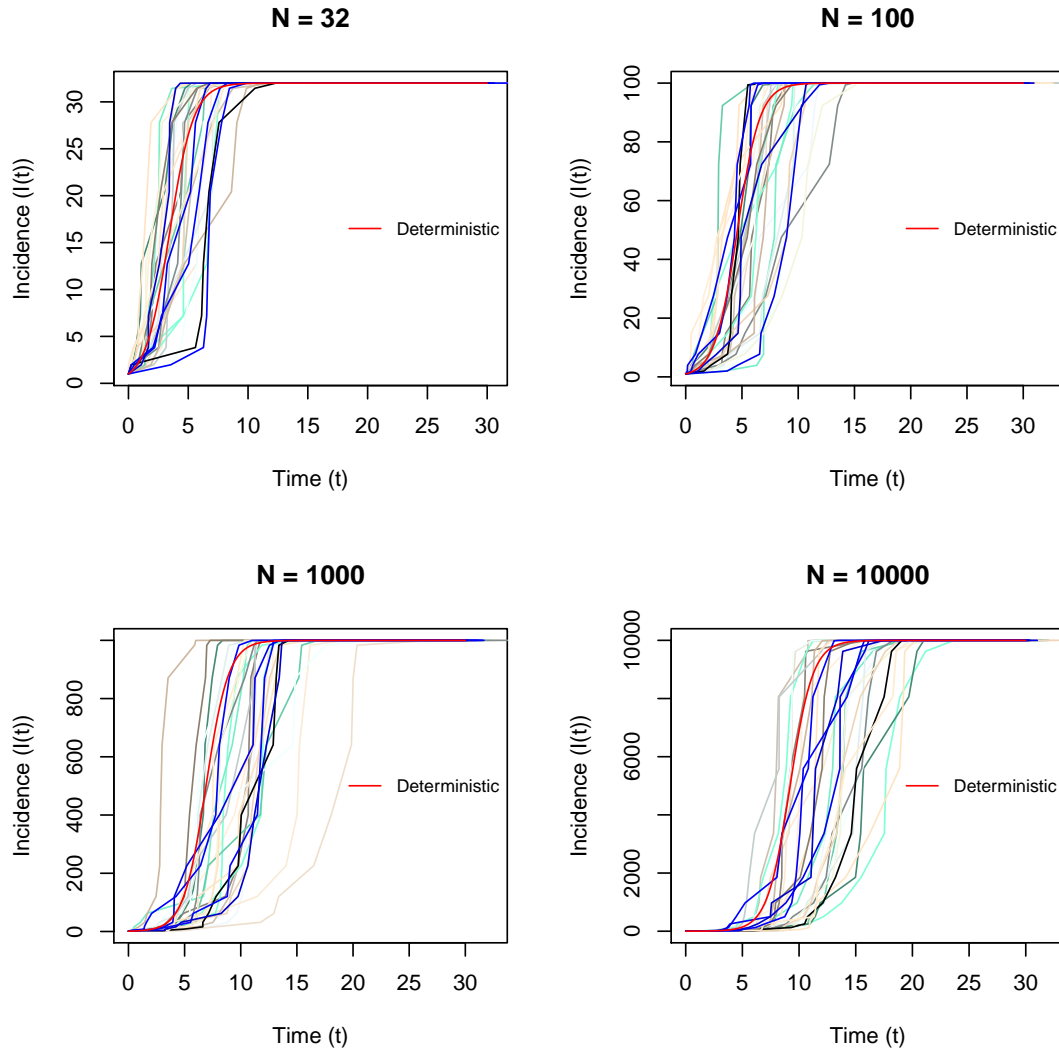 N = 32
Incidence (I(t))
0 5 10 15 20 25 30
Deterministic
0 5 10 15 20 25 30
Time (t)
N = 100
Incidence (I(t))
0 20 40 60 80 100
Deterministic
0 5 10 15 20 25 30
Time (t)
N = 1000
Incidence (I(t))
0 200 400 600 800
Deterministic
0 5 10 15 20 25 30
Time (t)
N = 10000
Incidence (I(t))
0 2000 6000 10000
Deterministic
0 5 10 15 20 25 30
Time (t)